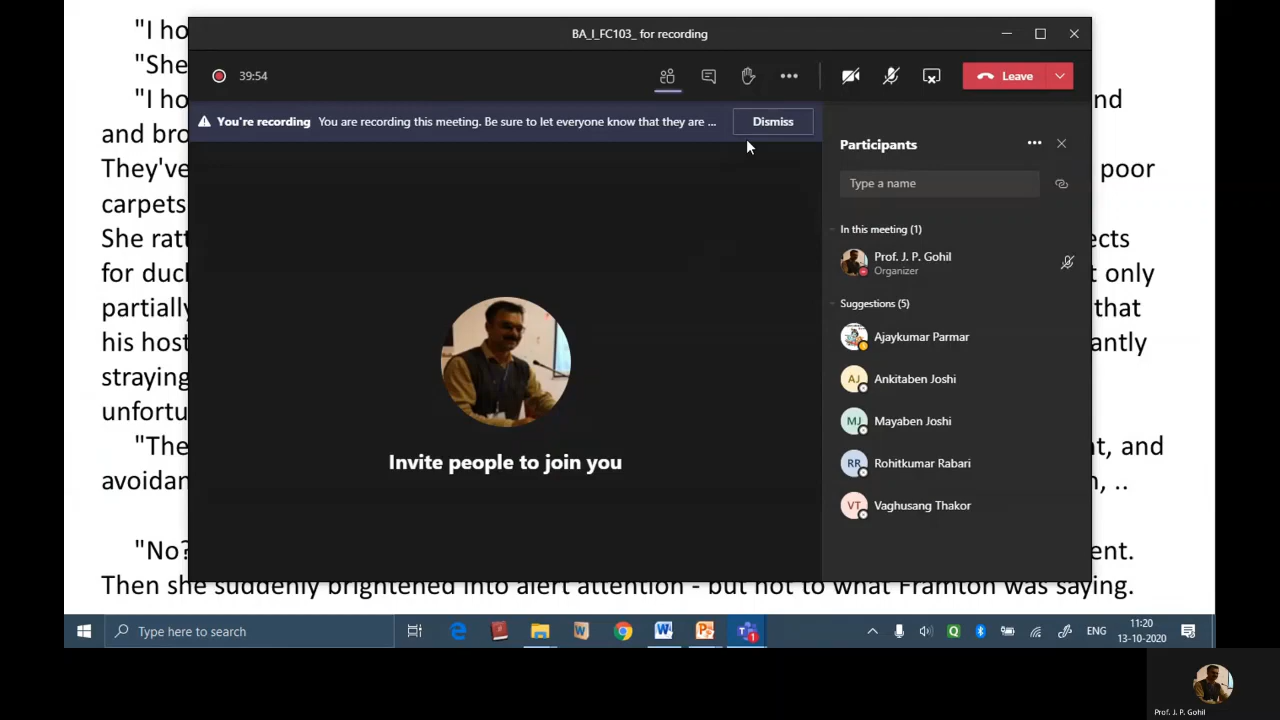 "I ho
BA_I_FC103_ for recording
"She
39:54
Leave
"I ho
nd
and bro
You're recording You are recording this meeting. Be sure to let everyone know that they are ...
Dismiss
Participants
They've
poor
Type a name
carpets
She ratt
ects
In this meeting (1)
Prof. J. P. Gohil
Organizer
for duck
t only
Suggestions (5)
partially
that
Ajaykumar Parmar
his host
antly
straying
Ankitaben Joshi
unfortu
Mayaben Joshi
"The
t, and
Invite people to join you
Rohitkumar Rabari
avoidan
n, ..
Vaghusang Thakor
"No?
ent.
Then she suddenly brightened into alert attention - but not to what Framton was saying.
Type here to search
ENG
11:20
13-10-2020
Prof. J. P. Gohil